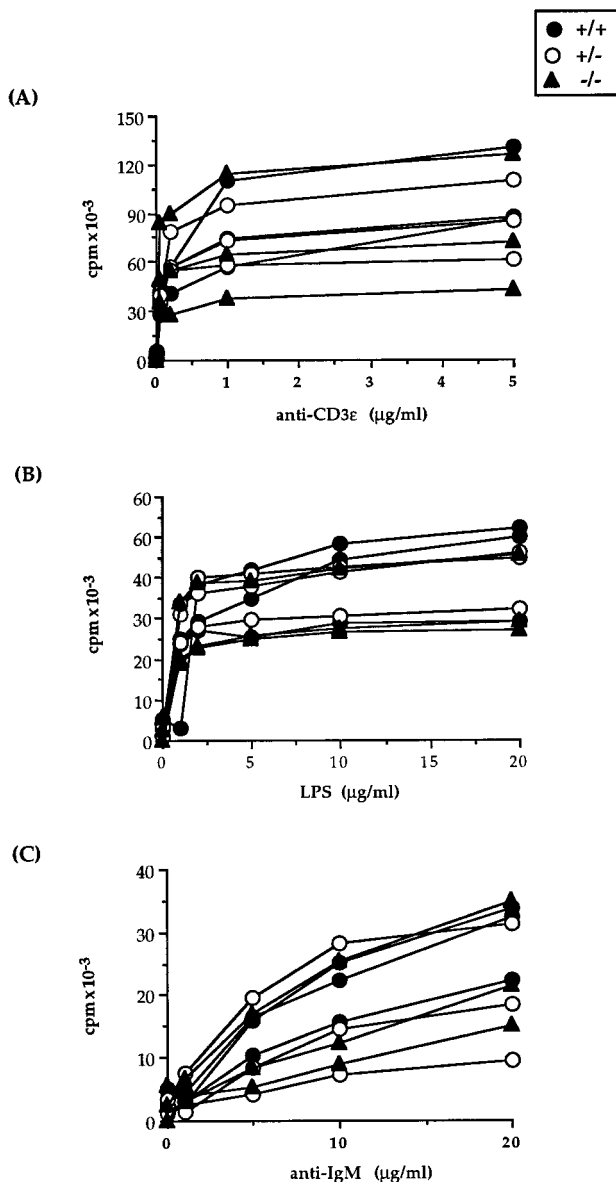 +/+
+/-
-/-
(A)
150
120
90
60
30
0
cpm x 10-3
0 1 2 3 4 5
anti-CD3ε (µg/ml)
(B)
60
60
40
30
20
10
0
cpm x 10-3
0 5 10 15 20
LPS (µg/ml)
(C)
40
30
20
10
0
cpm x 10-3
0 10 20
anti-IgM (µg/ml)